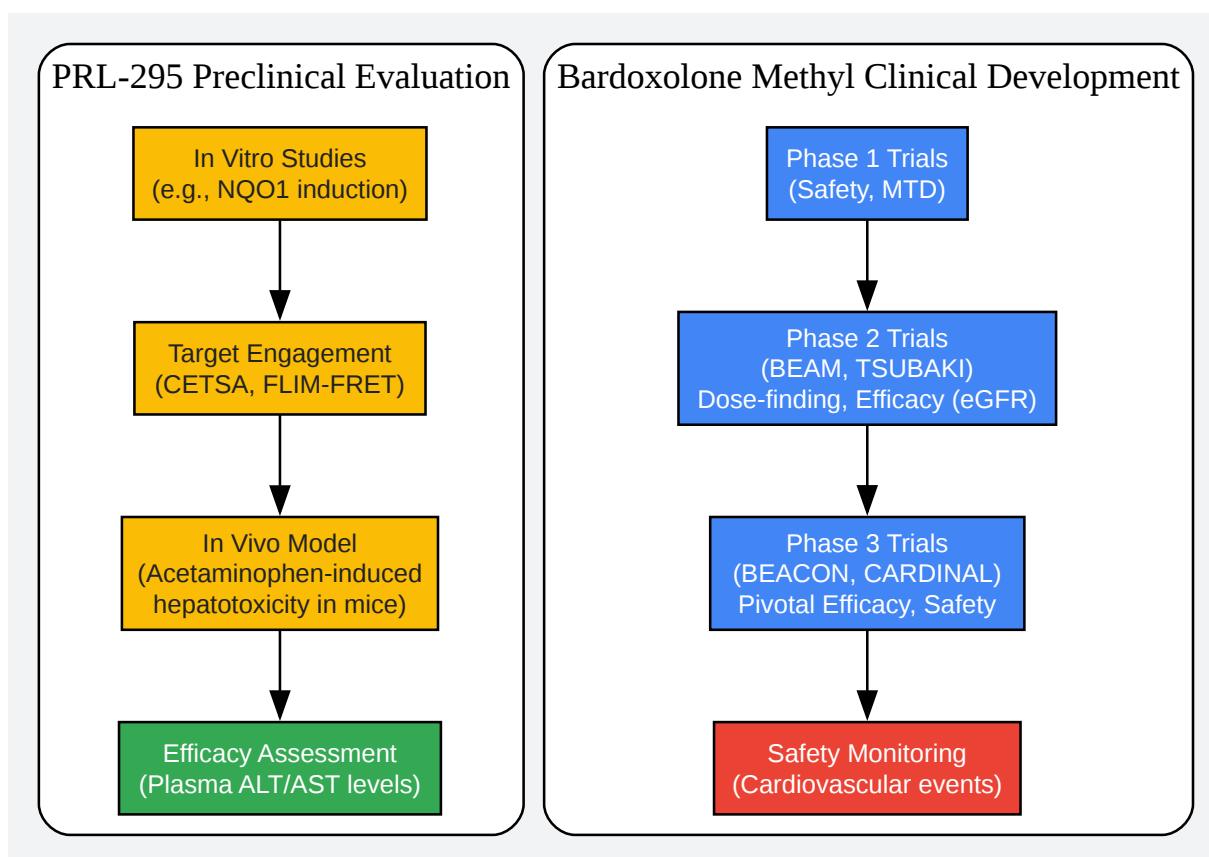 PRL-295 Preclinical Evaluation
In Vitro Studies
(e.g., NQO1 induction)
Target Engagement
(CETSA, FLIM-FRET)
In Vivo Model
(Acetaminophen-induced
hepatotoxicity in mice)
Efficacy Assessment
(Plasma ALT/AST levels)
Bardoxolone Methyl Clinical Development
Phase 1 Trials
(Safety, MTD)
Phase 2 Trials
(BEAM, TSUBAKI)
Dose-finding, Efficacy (eGFR)
Phase 3 Trials
(BEACON, CARDINAL)
Pivotal Efficacy, Safety
Safety Monitoring
(Cardiovascular events)